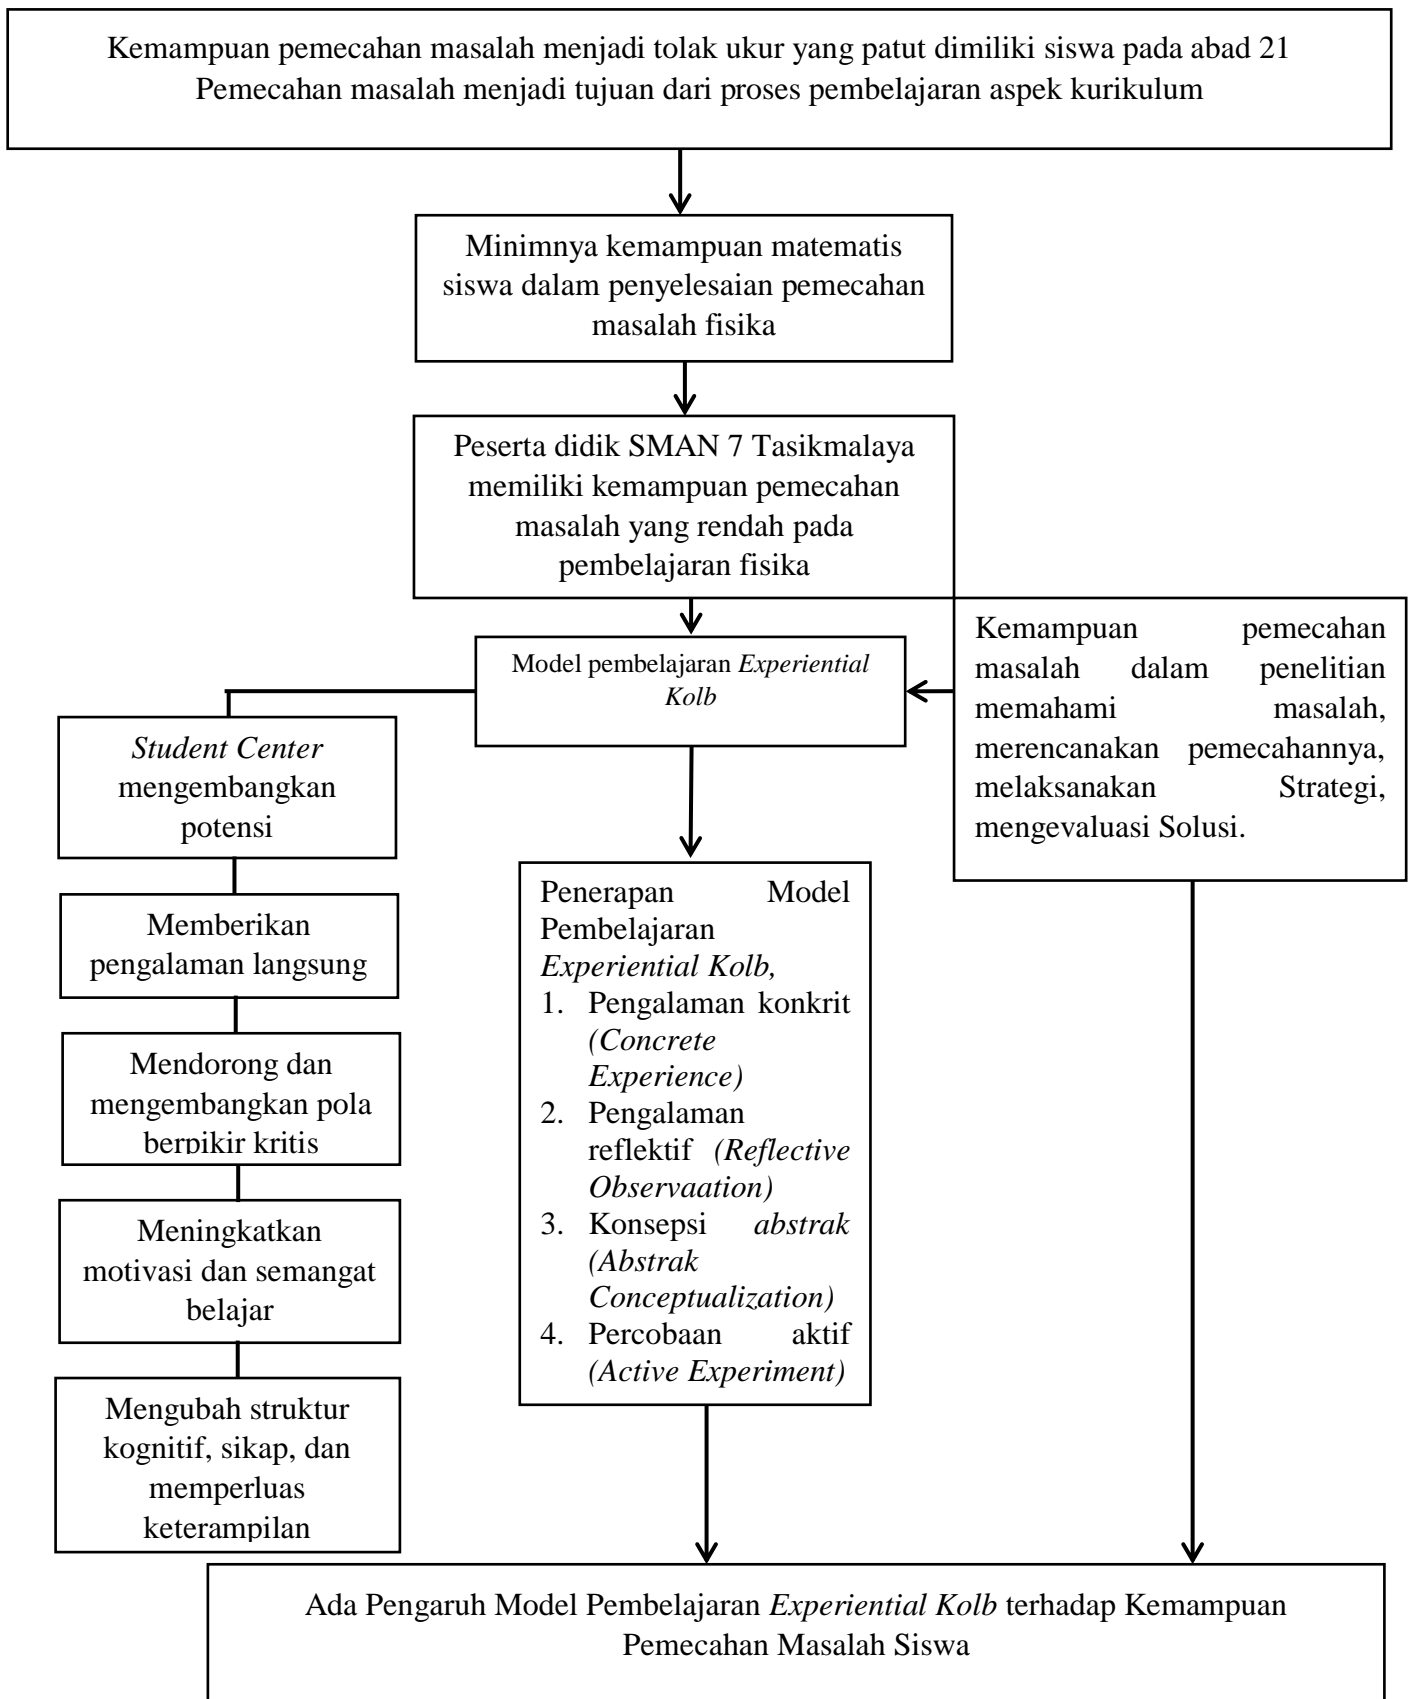 Kemampuan pemecahan masalah menjadi tolak ukur yang patut dimiliki siswa pada abad 21
Pemecahan masalah menjadi tujuan dari proses pembelajaran aspek kurikulum
Minimnya kemampuan matematis
siswa dalam penyelesaian pemecahan
masalah fisika
Peserta didik SMAN 7 Tasikmalaya
memiliki kemampuan pemecahan
masalah yang rendah pada
pembelajaran fisika
Model pembelajaran Experiential
Kolb
Kemampuan pemecahan
masalah dalam penelitian
memahami masalah,
merencanakan pemecahannya,
melaksanakan Strategi,
mengevaluasi Solusi.
Student Center
mengembangkan
potensi
Memberikan
pengalaman langsung
Mendorong dan
mengembangkan pola
berpikir kritis
Meningkatkan
motivasi dan semangat
belajar
Mengubah struktur
kognitif, sikap, dan
memperluas
keterampilan
Penerapan Model
Pembelajaran
Experiential Kolb,
1. Pengalaman konkrit
(Concrete
Experience)
2. Pengalaman
reflektif (Reflective
Observaation)
3. Konsepsi abstrak
(Abstrak
Conceptualization)
4. Percobaan aktif
(Active Experiment)
Ada Pengaruh Model Pembelajaran Experiential Kolb terhadap Kemampuan
Pemecahan Masalah Siswa